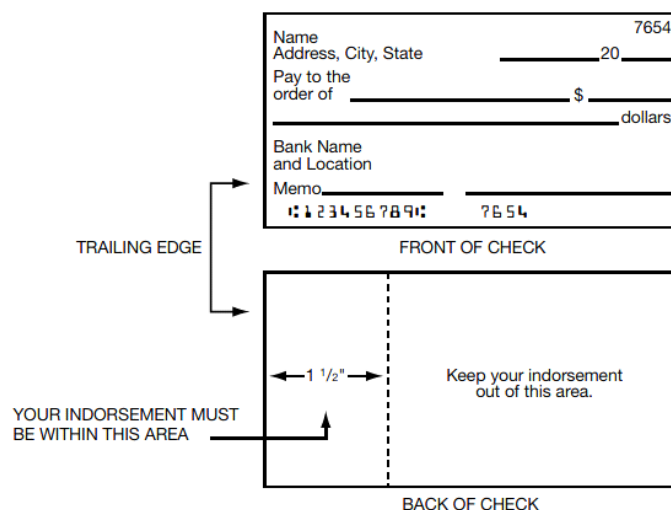 7654
Name
Address, City, State 20
Pay to the
order of $
dollars
Bank Name
and Location
Memo
⑆123456789⑆ 7654
TRAILING EDGE
FRONT OF CHECK
1 1/2"
Keep your indorsement
out of this area.
YOUR INDORSEMENT MUST
BE WITHIN THIS AREA
BACK OF CHECK